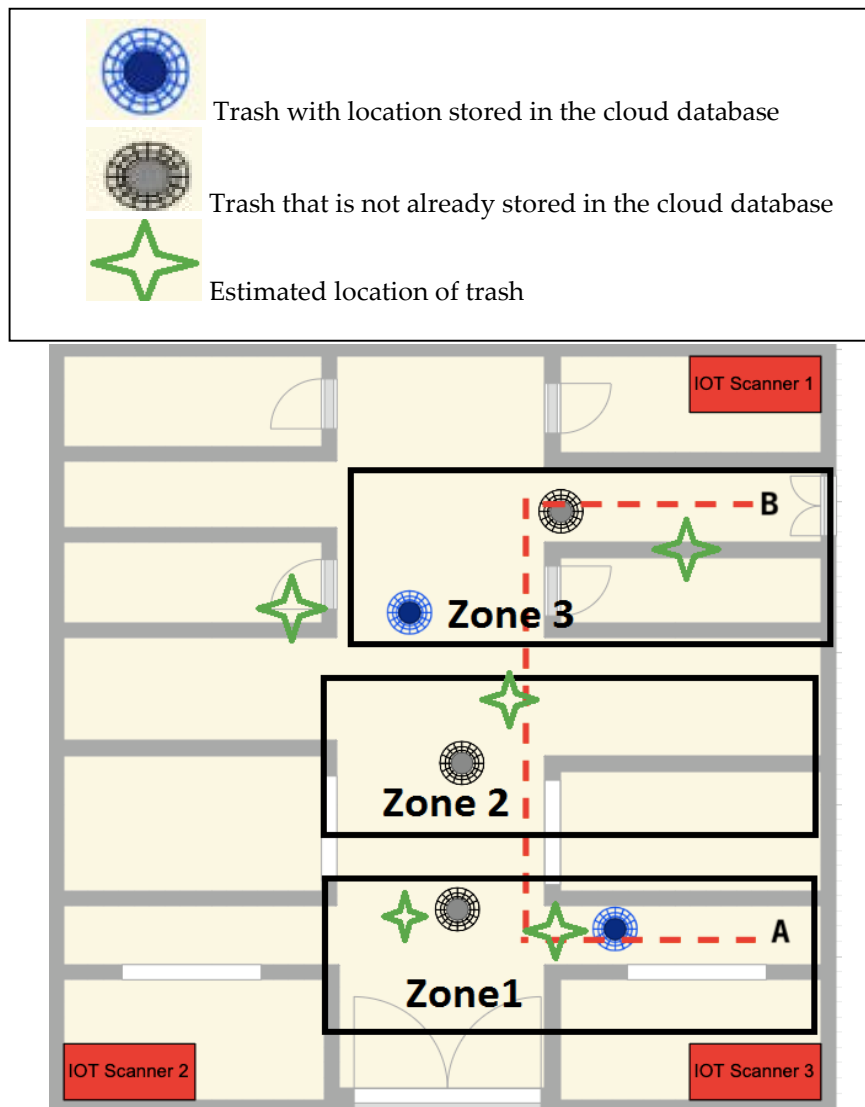 Trash with location stored in the cloud database
Trash that is not already stored in the cloud database
Estimated location of trash
IOT Scanner 1
B
Zone 3
Zone 2
A
Zone1
IOT Scanner 2
IOT Scanner 3